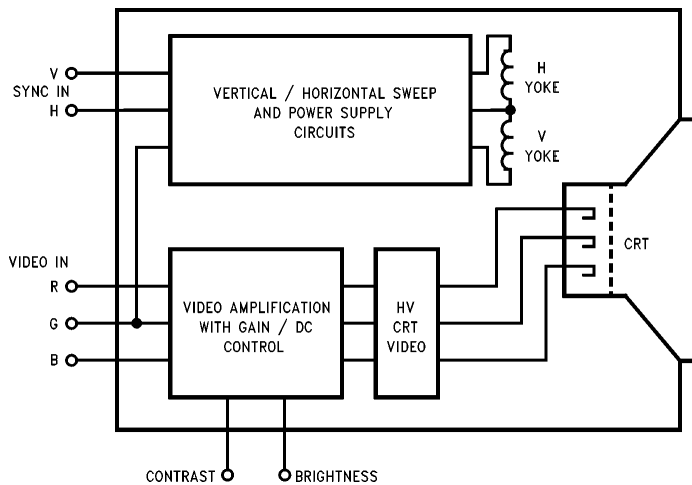 V
SYNC IN
H
VERTICAL / HORIZONTAL SWEEP
AND POWER SUPPLY
CIRCUITS
H
YOKE
V
YOKE
CRT
VIDEO IN
R
G
B
VIDEO AMPLIFICATION
WITH GAIN / DC
CONTROL
HV
CRT
VIDEO
CONTRAST
BRIGHTNESS